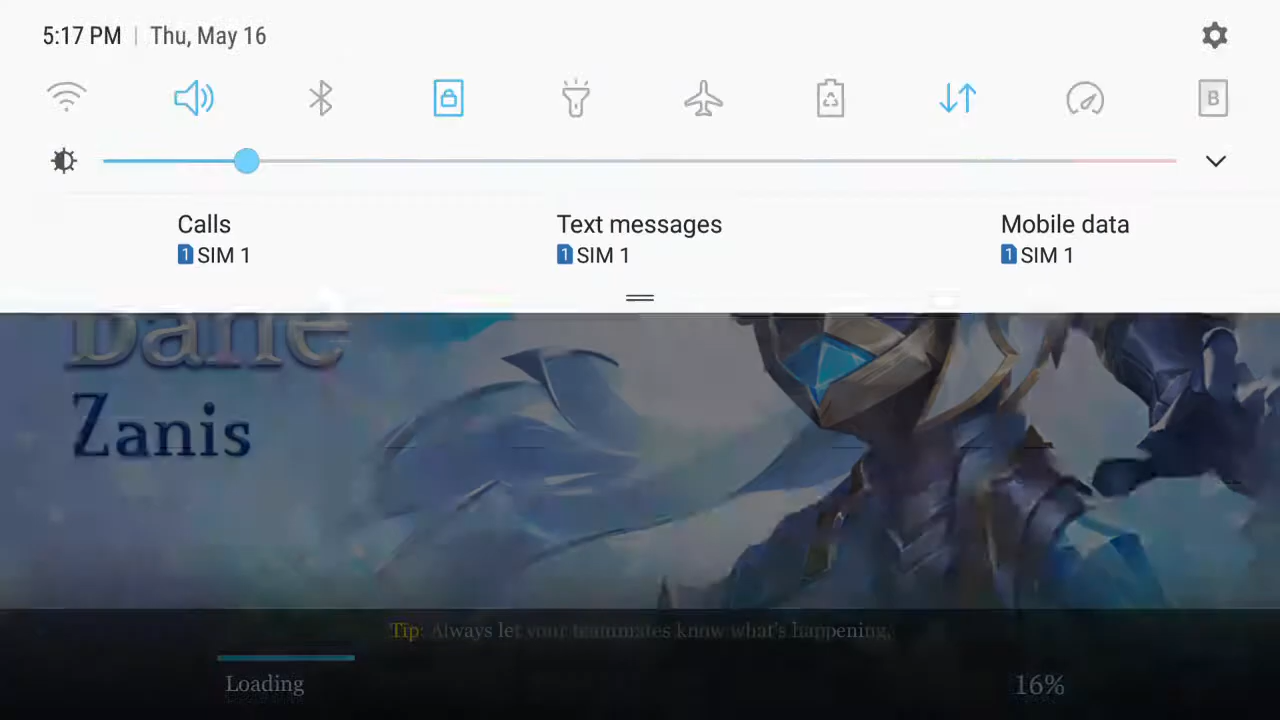 5:17 PM | Thu, May 16
B
Calls
Text messages
Mobile data
1 SIM 1
1 SIM 1
1 SIM 1
Bane
Zanis
Tip: Always let your teammates know what's happening.
Loading
16%